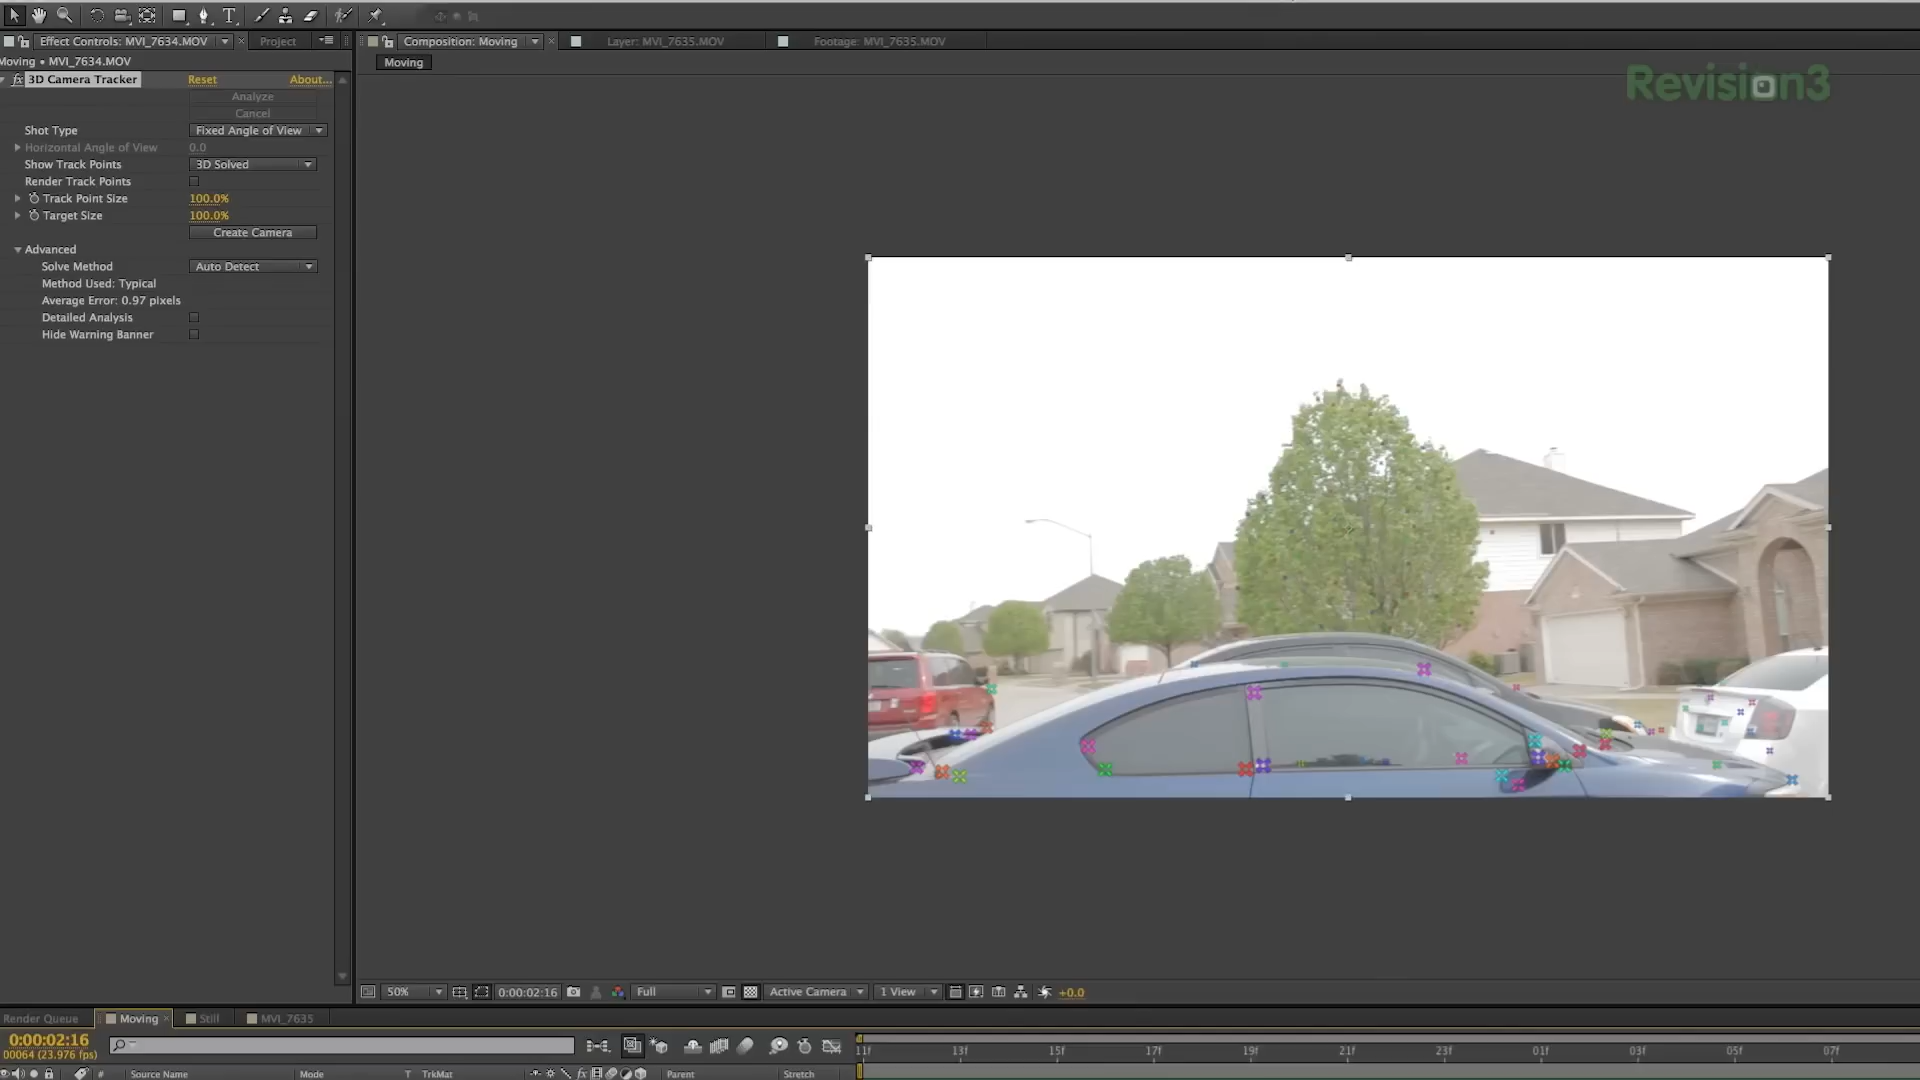 Effect Controls: MVI_7634.MOV
Project
Composition: Moving
Layer: MVI_7635.MOV
Footage: MVI_7635.MOV
Moving • MVI_7634.MOV
Moving
fx 3D Camera Tracker
Reset
About...
Revision3
Analyze
Cancel
Shot Type
Fixed Angle of View
Horizontal Angle of View
0.0
Show Track Points
3D Solved
Render Track Points
Track Point Size
100.0%
Target Size
100.0%
Create Camera
Advanced
Solve Method
Auto Detect
Method Used: Typical
Average Error: 0.97 pixels
Detailed Analysis
Hide Warning Banner
50%
0:00:02:16
Full
Active Camera
1 View
+0.0
Render Queue
Moving
Still
MVI_7635
0:00:02:16
00064 (23.976 fps)
11f
13f
15f
17f
19f
21f
23f
01f
03f
05f
07f
#
Source Name
Mode
T
TrkMat
fx
Parent
Stretch